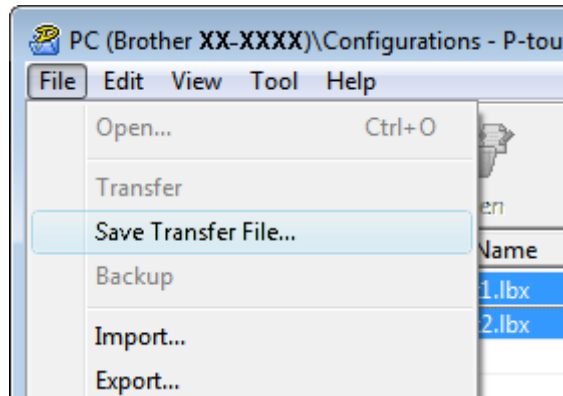 PC (Brother XX-XXXX)\Configurations - P-tou
File Edit View Tool Help
Open... Ctrl+O
Transfer
en
Save Transfer File...
Name
Backup
1.lbx
2.lbx
Import...
Export...